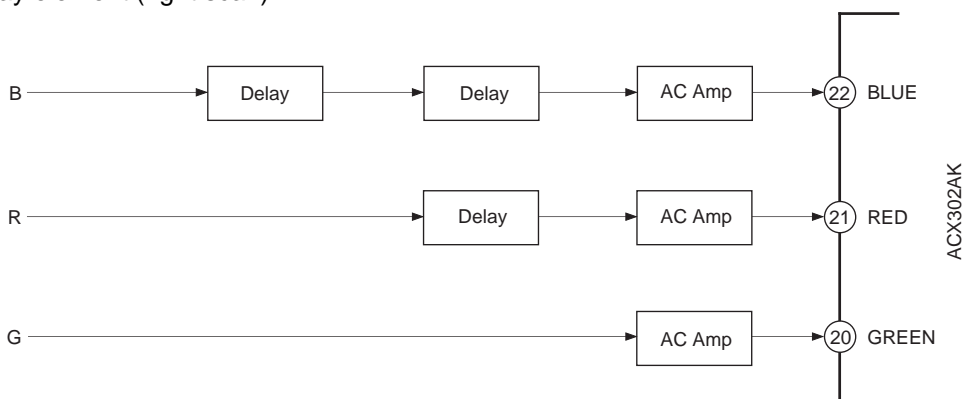 B Delay Delay AC Amp 22 BLUE
R Delay AC Amp 21 RED
G AC Amp 20 GREEN
ACX302AK